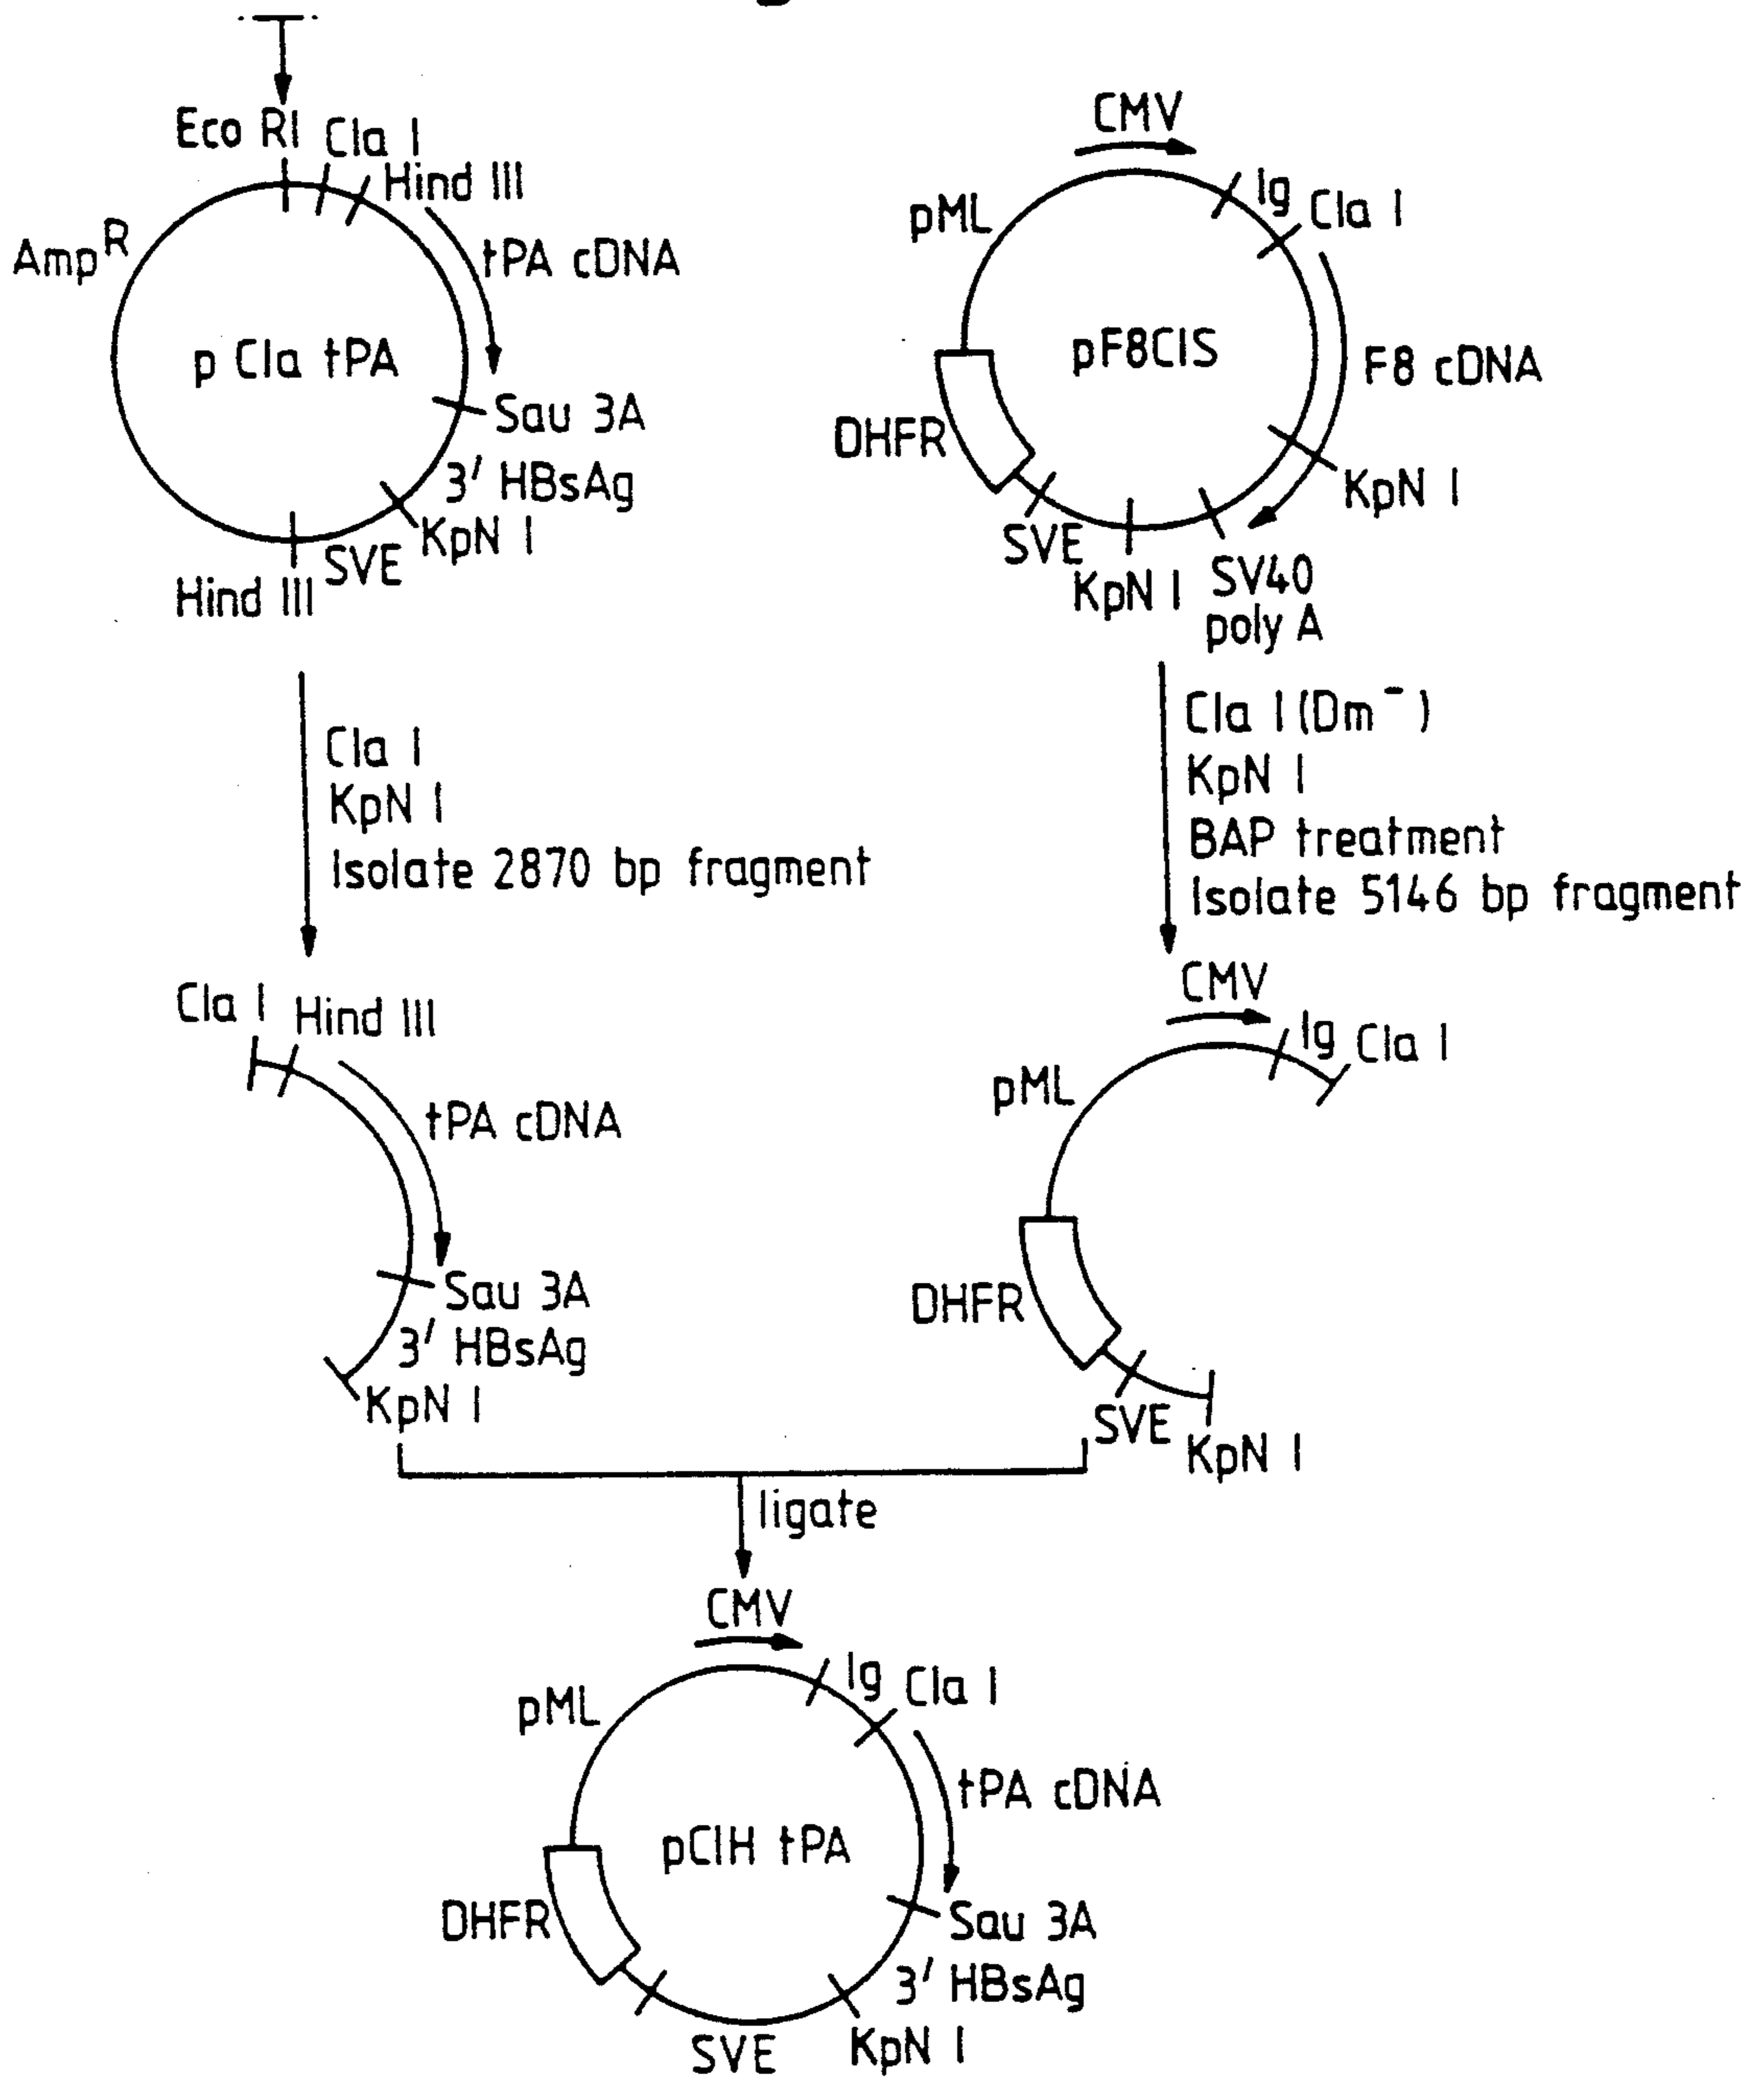 Eco RI
Cla I
Hind III
AmpR
tPA cDNA
p Cla tPA
Sau 3A
3' HBsAg
KpN I
SVE
Hind III
CMV
Ig
Cla I
pML
pF8CIS
F8 cDNA
DHFR
KpN I
SVE
KpN I
SV40
poly A
Cla I
KpN I
Isolate 2870 bp fragment
Cla I (Dm-)
KpN I
BAP treatment
Isolate 5146 bp fragment
Cla I
Hind III
tPA cDNA
Sau 3A
3' HBsAg
KpN I
CMV
Ig
Cla I
pML
DHFR
SVE
KpN I
ligate
CMV
Ig
Cla I
pML
tPA cDNA
pCIH tPA
DHFR
Sau 3A
3' HBsAg
SVE
KpN I